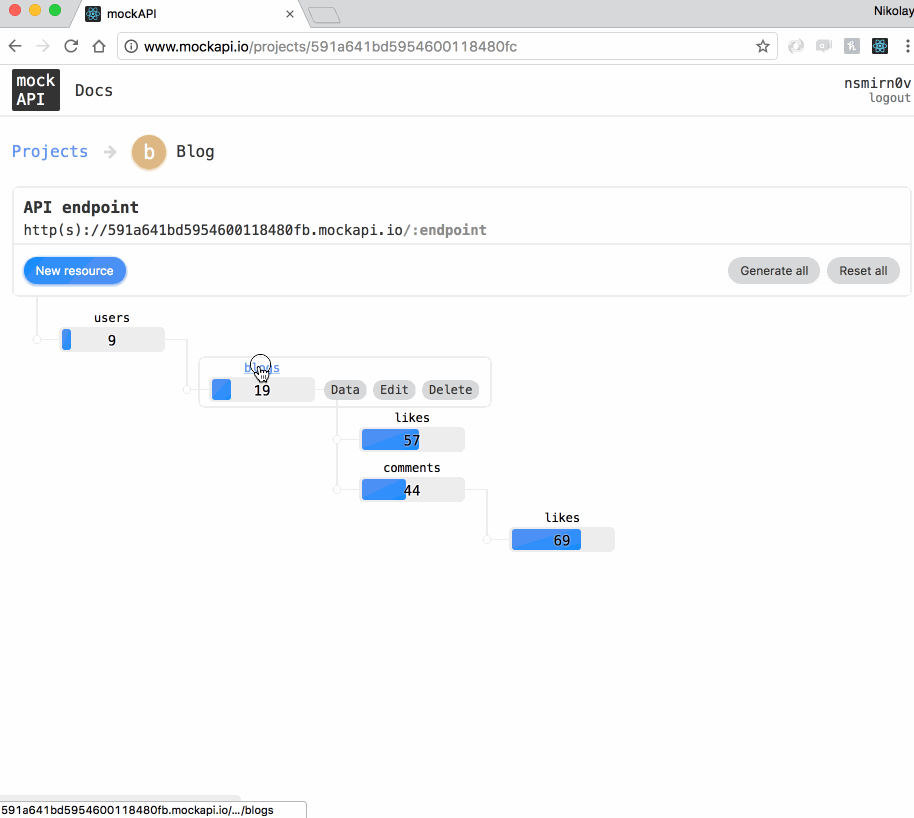 mockAPI
Nikolay
www.mockapi.io/projects/591a641bd5954600118480fc
mock
API
Docs
nsmirn0v
logout
Projects
b
Blog
API endpoint
http(s)://591a641bd5954600118480fb.mockapi.io/:endpoint
New resource
Generate all
Reset all
users
9
blogs
19
Data
Edit
Delete
likes
57
comments
44
likes
69
591a641bd5954600118480fb.mockapi.io/.../blogs